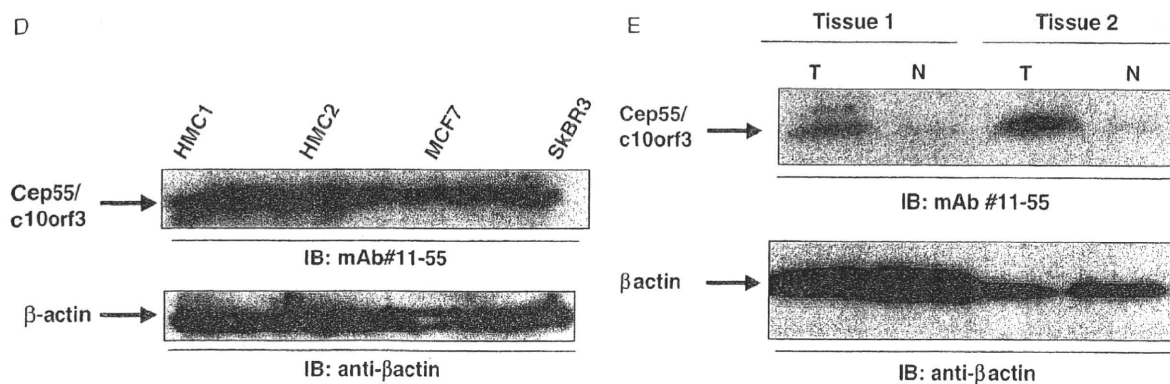 D
HMC1
HMC2
MCF7
SkBR3
Cep55/
c10orf3
IB: mAb#11-55
β-actin
IB: anti-βactin
E
Tissue 1
Tissue 2
T
N
T
N
Cep55/
c10orf3
IB: mAb #11-55
βactin
IB: anti-βactin